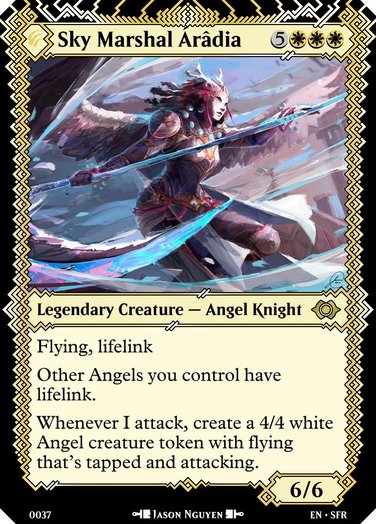 Sky Marshal Arâdia 5
Legendary Creature — Angel Knight
Flying, lifelink
Other Angels you control have
lifelink.
Whenever I attack, create a 4/4 white
Angel creature token with flying
that's tapped and attacking.
6/6
0037 Jason Nguyen EN • SFR